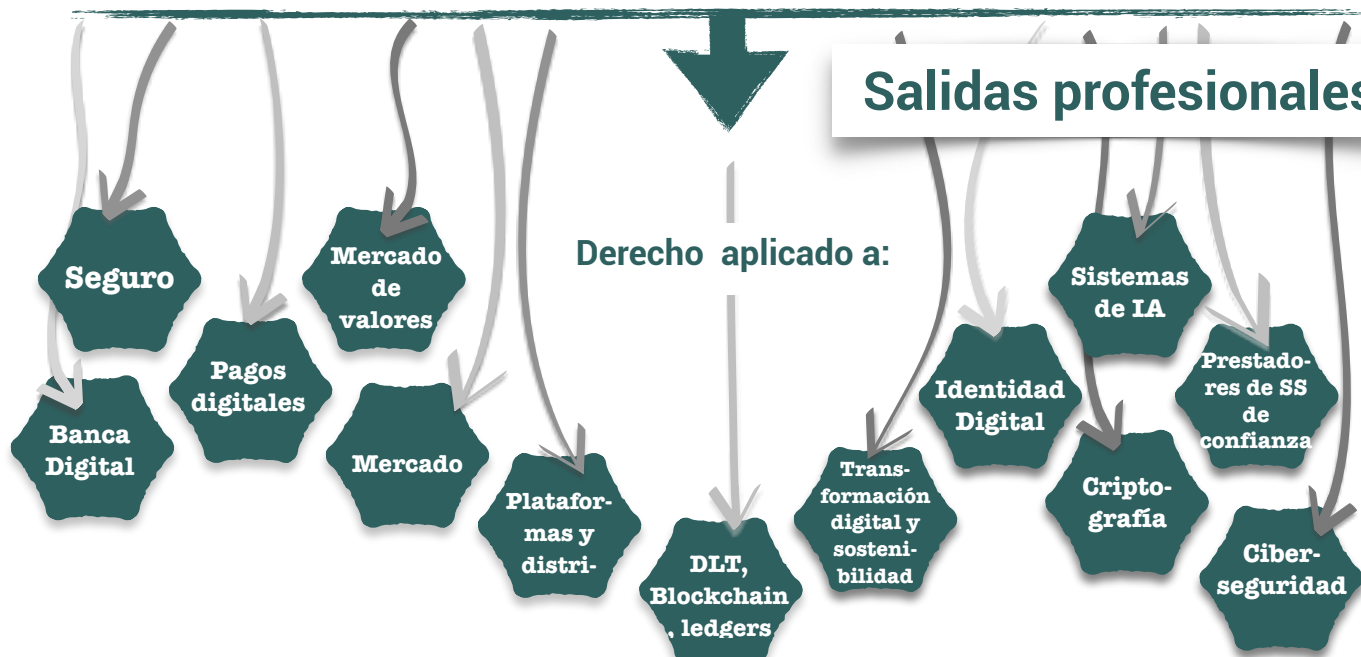 Salidas profesionales
Derecho aplicado a:
Seguro
Banca
Digital
Pagos
digitales
Mercado
de
valores
Mercado
Platafor-
mas y
distri-
DLT,
Blockchain
, ledgers
Trans-
formación
digital y
sosteni-
bilidad
Identidad
Digital
Sistemas
de IA
Cripto-
grafía
Prestado-
res de SS
de
confianza
Ciber-
seguridad